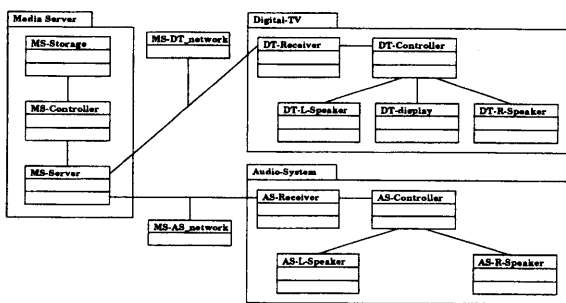 Media Server
MS-Storage
MS-Controller
MS-Server
MS-DT_network
MS-AS_network
Digital-TV
DT-Receiver
DT-Controller
DT-L-Speaker
DT-display
DT-R-Speaker
Audio-System
AS-Receiver
AS-Controller
AS-L-Speaker
AS-R-Speaker